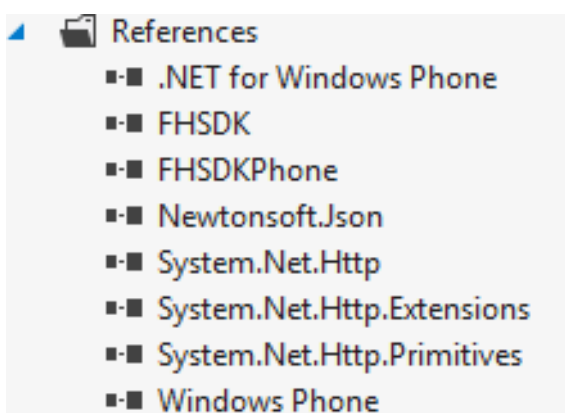 References
.NET for Windows Phone
FHSDK
FHSDKPhone
Newtonsoft.Json
System.Net.Http
System.Net.Http.Extensions
System.Net.Http.Primitives
Windows Phone